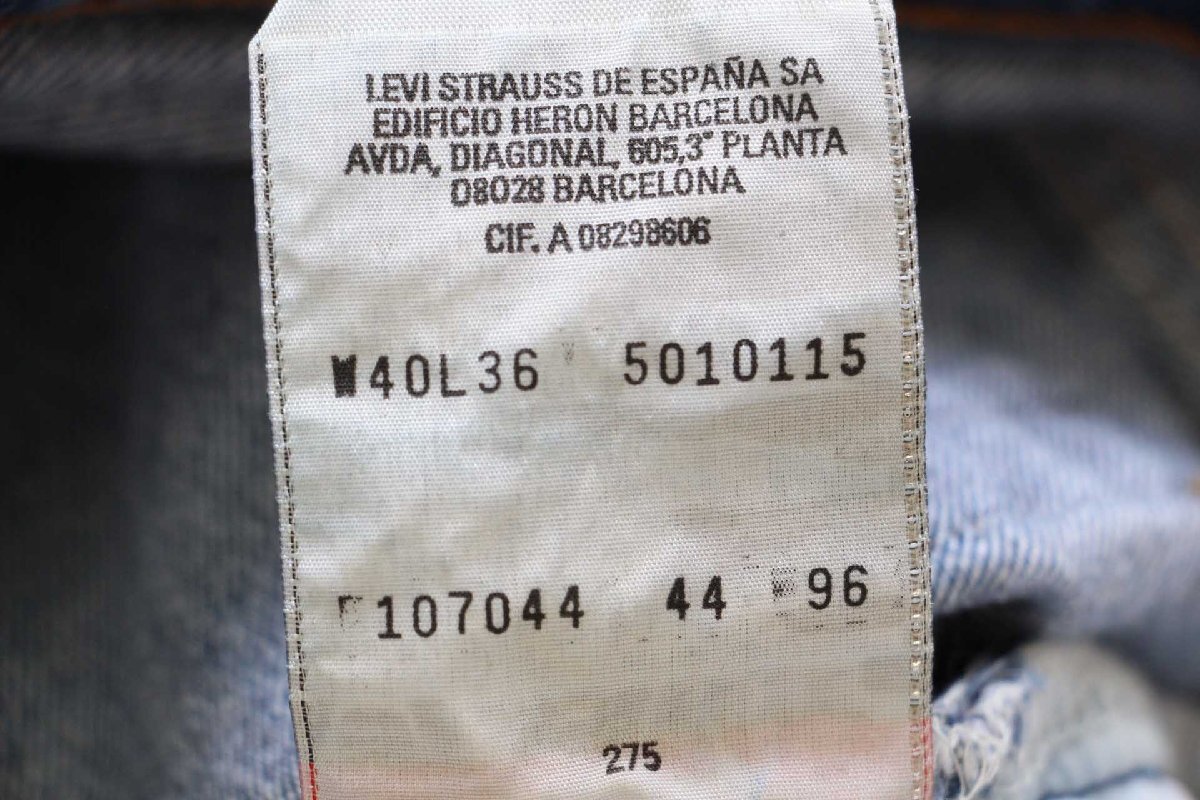 LEVI STRAUSS DE ESPAÑA SA
EDIFICIO HERON BARCELONA
AVDA, DIAGONAL, 605,3ª PLANTA
08028 BARCELONA
CIF. A 08298606
W40L36 5010115
107044 44 96
275